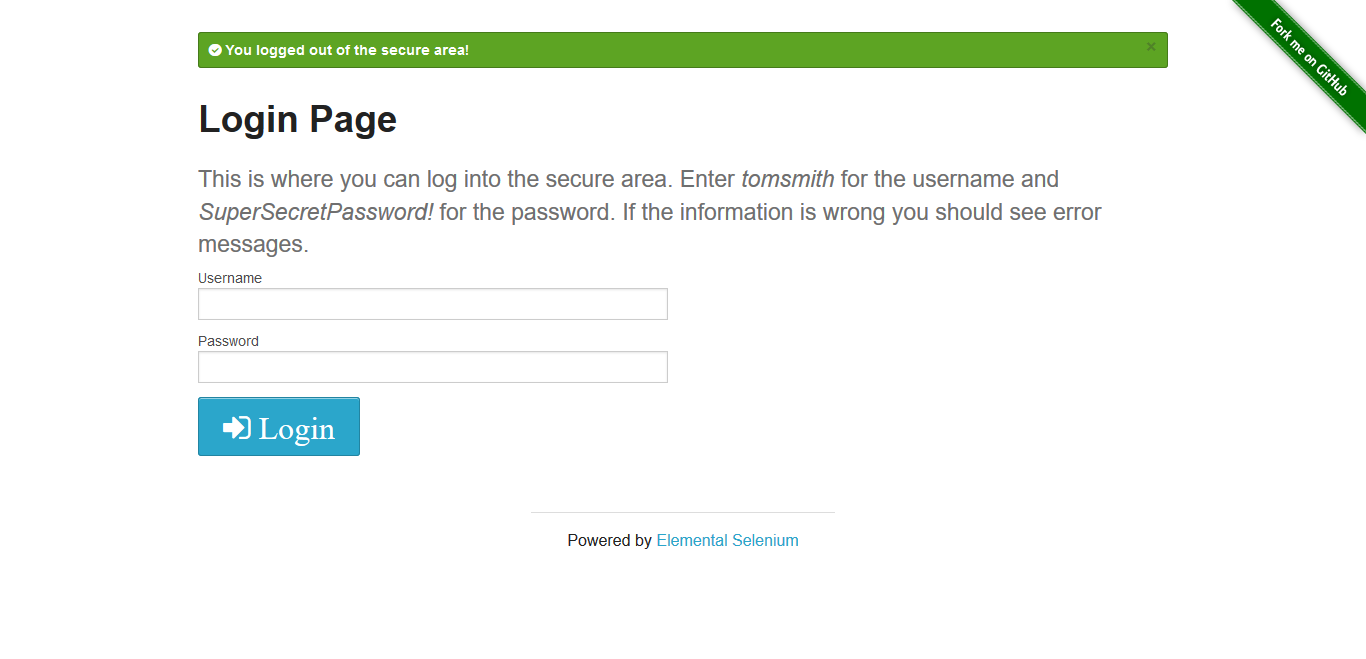 You logged out of the secure area!
×
Fork me on GitHub
Login Page
This is where you can log into the secure area. Enter tomsmith for the username and
SuperSecretPassword! for the password. If the information is wrong you should see error
messages.
Username
Password
Login
Powered by Elemental Selenium